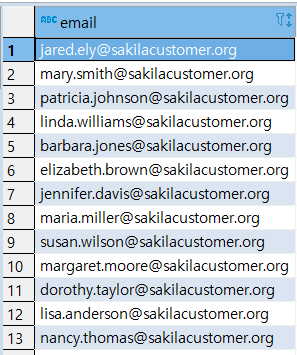 ABC email
1 jared.ely@sakilacustomer.org
2 mary.smith@sakilacustomer.org
3 patricia.johnson@sakilacustomer.org
4 linda.williams@sakilacustomer.org
5 barbara.jones@sakilacustomer.org
6 elizabeth.brown@sakilacustomer.org
7 jennifer.davis@sakilacustomer.org
8 maria.miller@sakilacustomer.org
9 susan.wilson@sakilacustomer.org
10 margaret.moore@sakilacustomer.org
11 dorothy.taylor@sakilacustomer.org
12 lisa.anderson@sakilacustomer.org
13 nancy.thomas@sakilacustomer.org